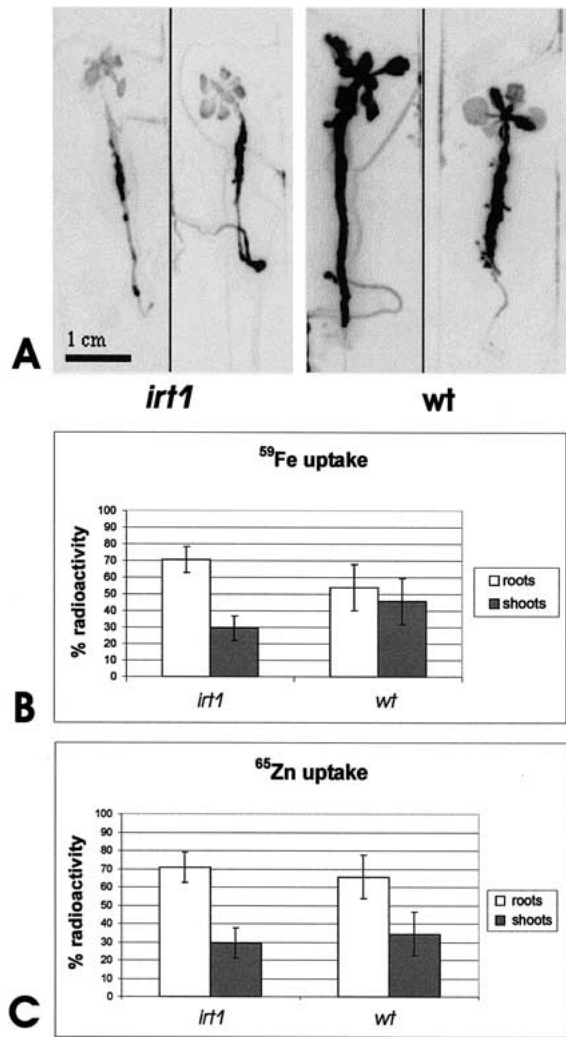 1 cm
A
irt1
wt
⁵⁹Fe uptake
100
90
80
70
60
50
40
30
20
10
0
% radioactivity
roots
shoots
irt1
wt
B
⁶⁵Zn uptake
100
90
80
70
60
50
40
30
20
10
0
% radioactivity
roots
shoots
irt1
wt
C